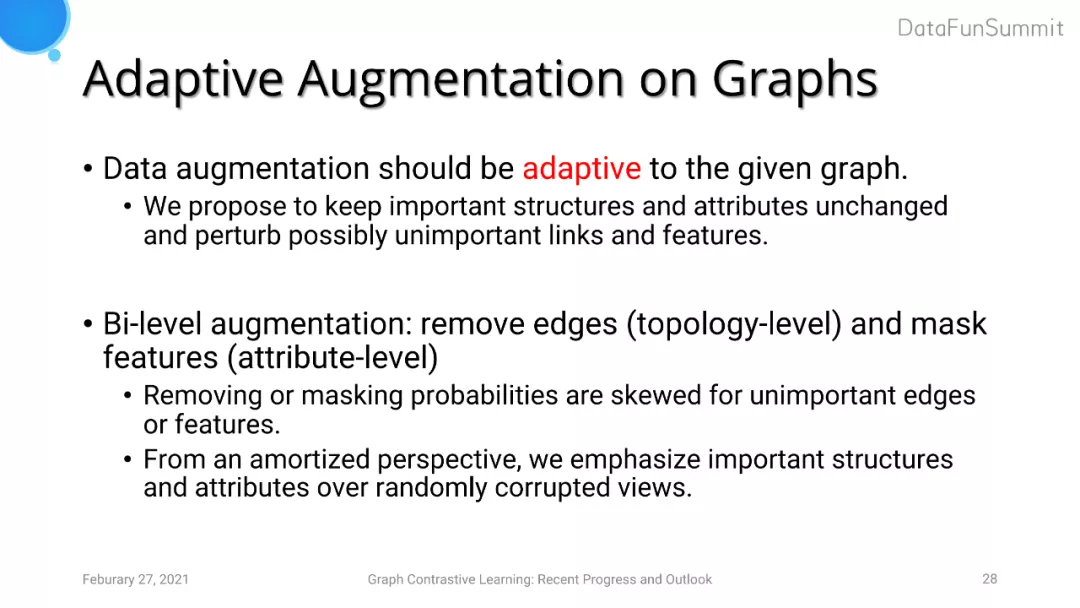 DataFunSummit
Adaptive Augmentation on Graphs
• Data augmentation should be adaptive to the given graph.
• We propose to keep important structures and attributes unchanged
and perturb possibly unimportant links and features.
• Bi-level augmentation: remove edges (topology-level) and mask
features (attribute-level)
• Removing or masking probabilities are skewed for unimportant edges
or features.
• From an amortized perspective, we emphasize important structures
and attributes over randomly corrupted views.
Feburary 27, 2021
Graph Contrastive Learning: Recent Progress and Outlook
28